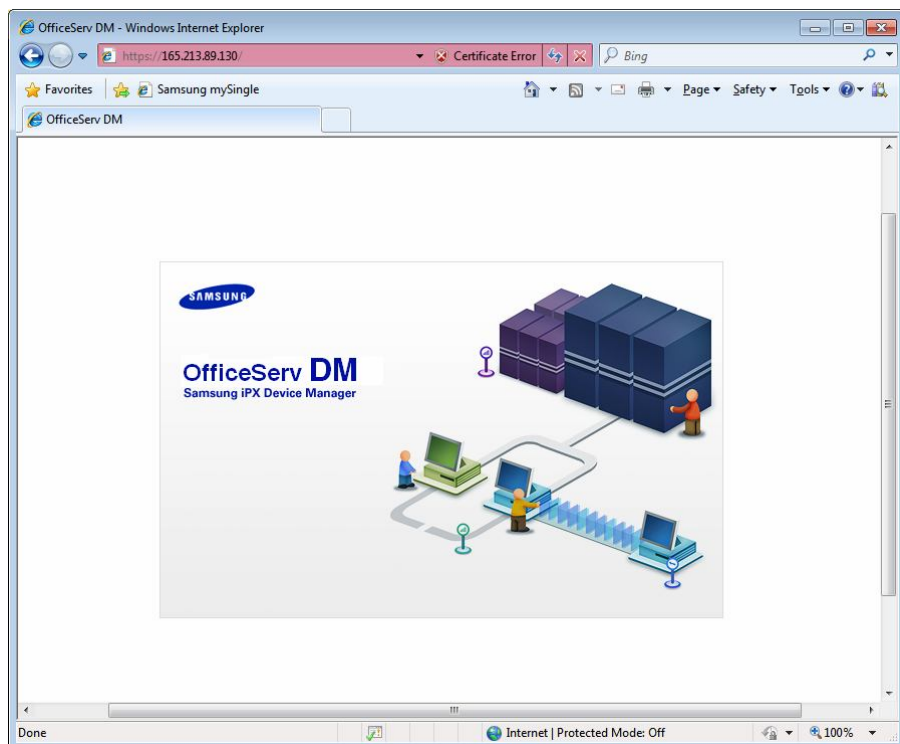 OfficeServ DM - Windows Internet Explorer
https://165.213.89.130/ Certificate Error Bing
Favorites Samsung mySingle Page Safety Tools
OfficeServ DM
SAMSUNG
OfficeServ DM
Samsung iPX Device Manager
Done Internet | Protected Mode: Off 100%